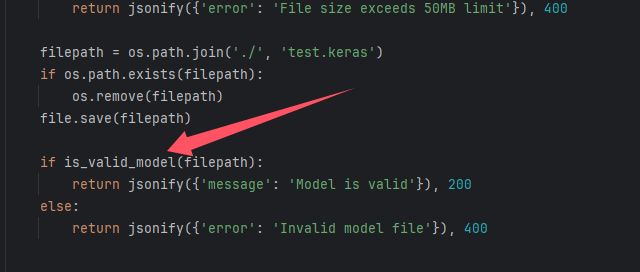 return jsonify({'error': 'File size exceeds 50MB limit'}), 400
filepath = os.path.join('./', 'test.keras')
if os.path.exists(filepath):
os.remove(filepath)
file.save(filepath)
if is_valid_model(filepath):
return jsonify({'message': 'Model is valid'}), 200
else:
return jsonify({'error': 'Invalid model file'}), 400